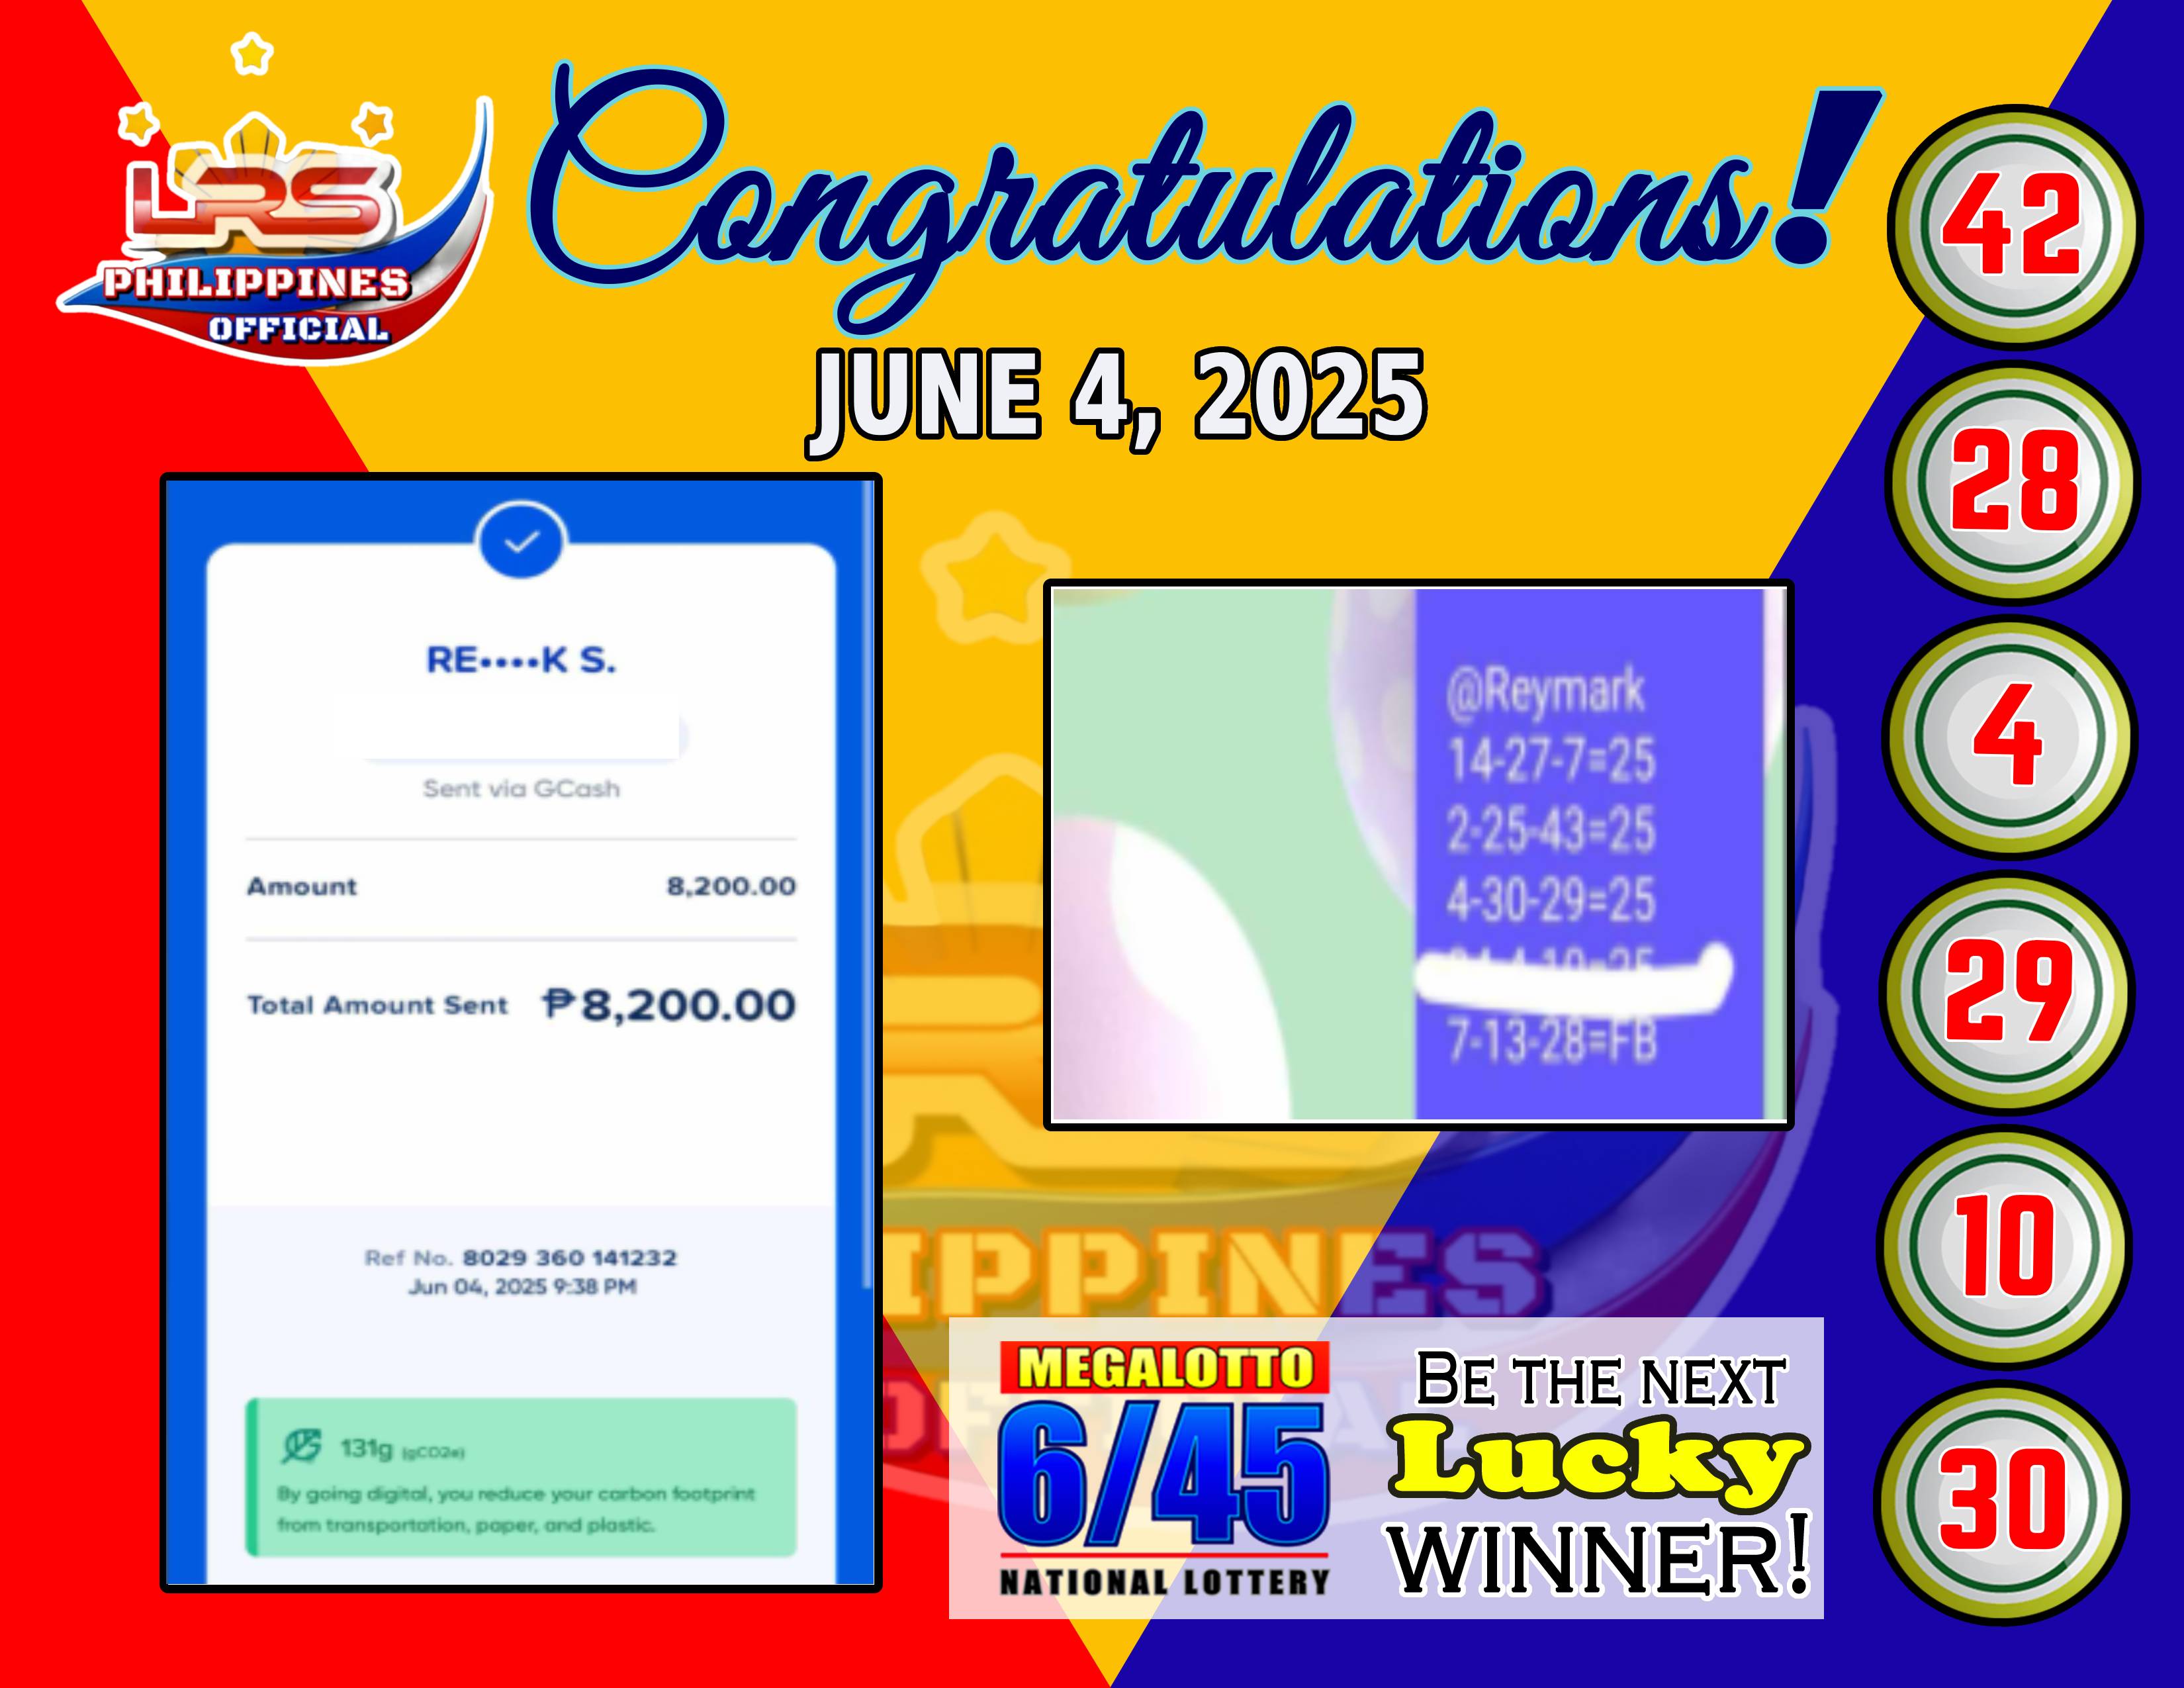 LRS
PHILIPPINES
OFFICIAL
Congratulations!
JUNE 4, 2025
RE••••K S.
Sent via GCash
Amount 8,200.00
Total Amount Sent ₱8,200.00
Ref No. 8029 360 141232
Jun 04, 2025 9:38 PM
131g (gCO2e)
By going digital, you reduce your carbon footprint
from transportation, paper, and plastic.
@Reymark
14-27-7=25
2-25-43=25
4-30-29=25
7-13-28=FB
MEGALOTTO
6/45
NATIONAL LOTTERY
BE THE NEXT
Lucky
WINNER!
42
28
4
29
10
30